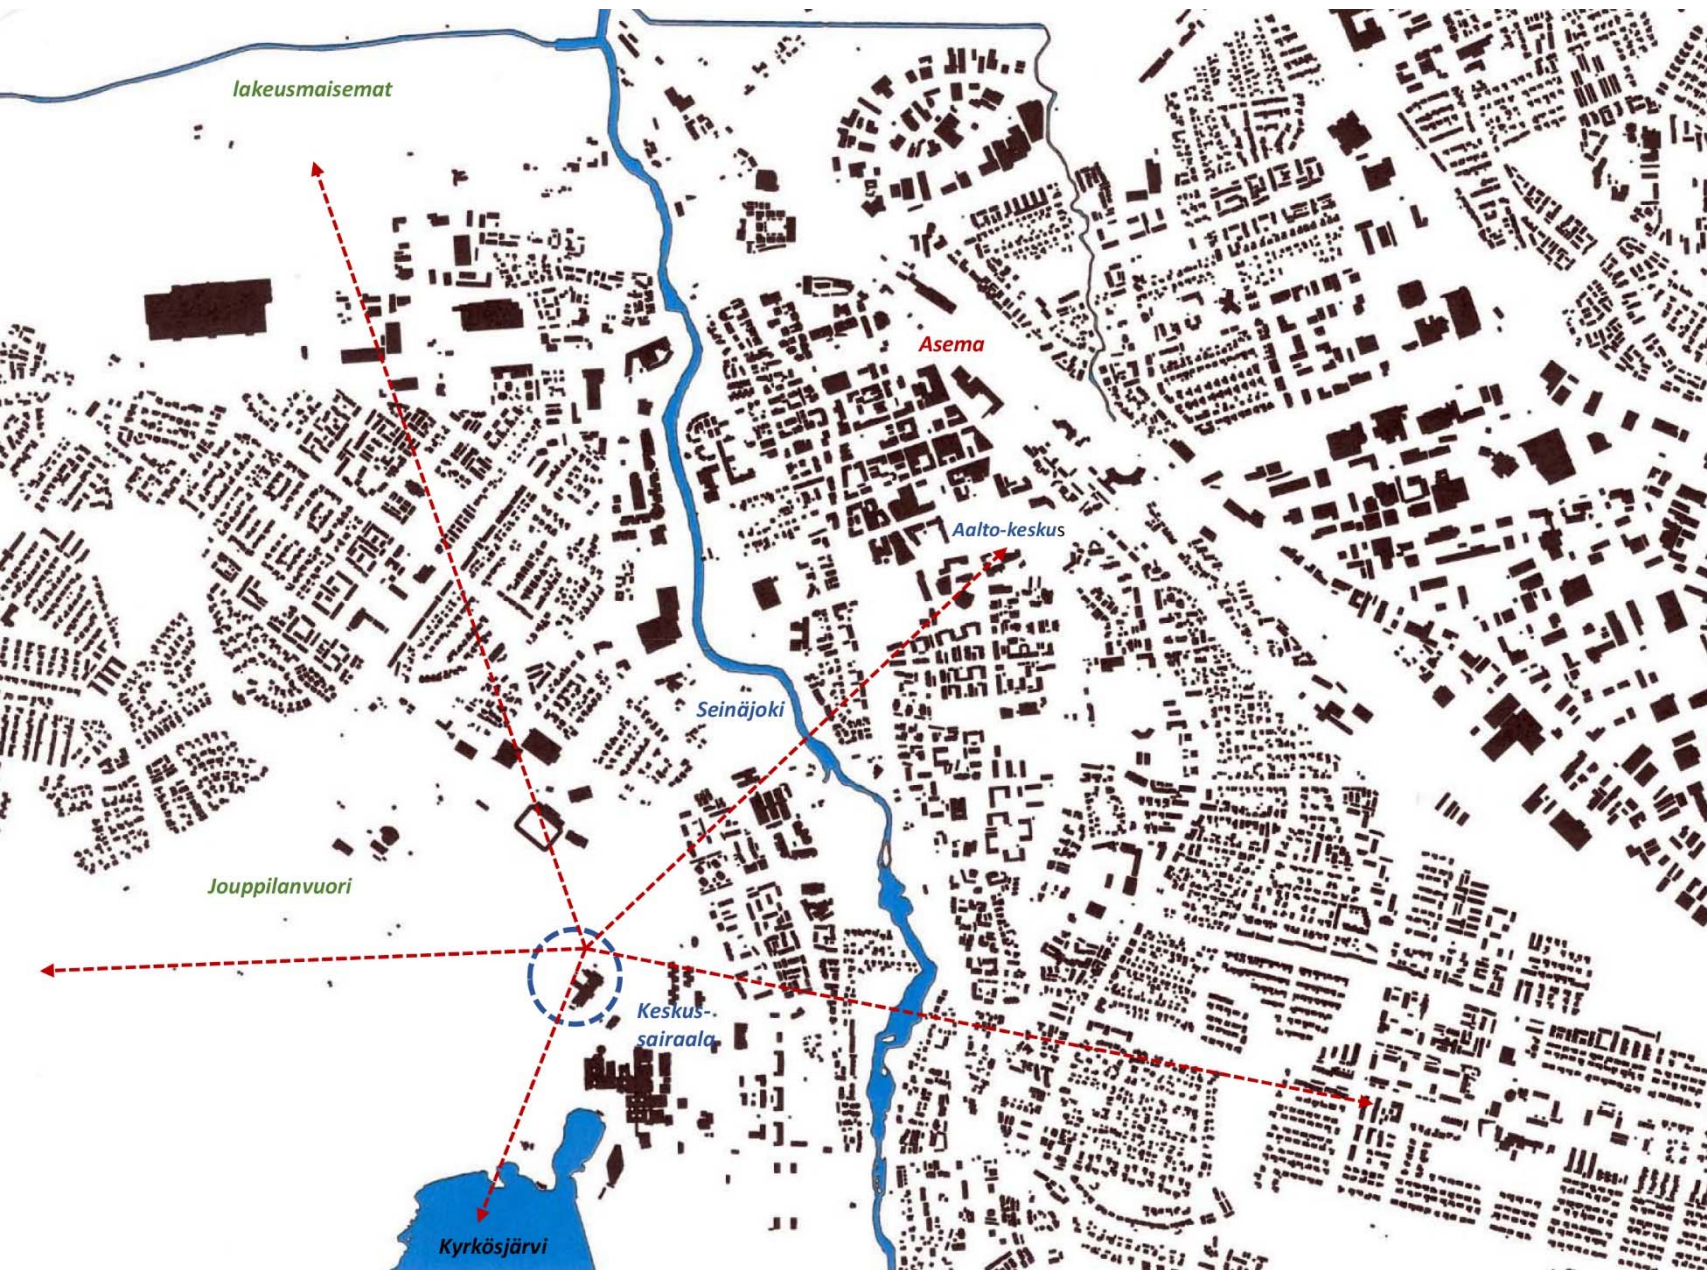 lakeusmaisemat
Asema
Aalto-keskus
Seinäjoki
Jouppilanvuori
Keskus-
sairaala
Kyrkösjärvi